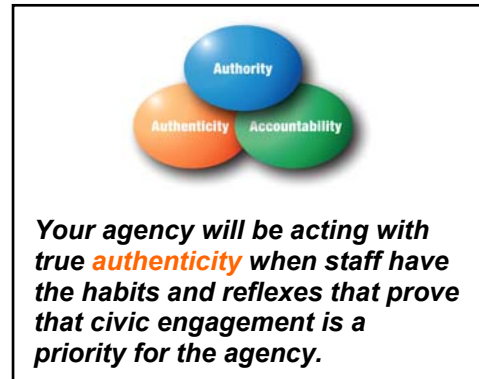 Authority
Authenticity Accountability
Your agency will be acting with
true authenticity when staff have
the habits and reflexes that prove
that civic engagement is a
priority for the agency.